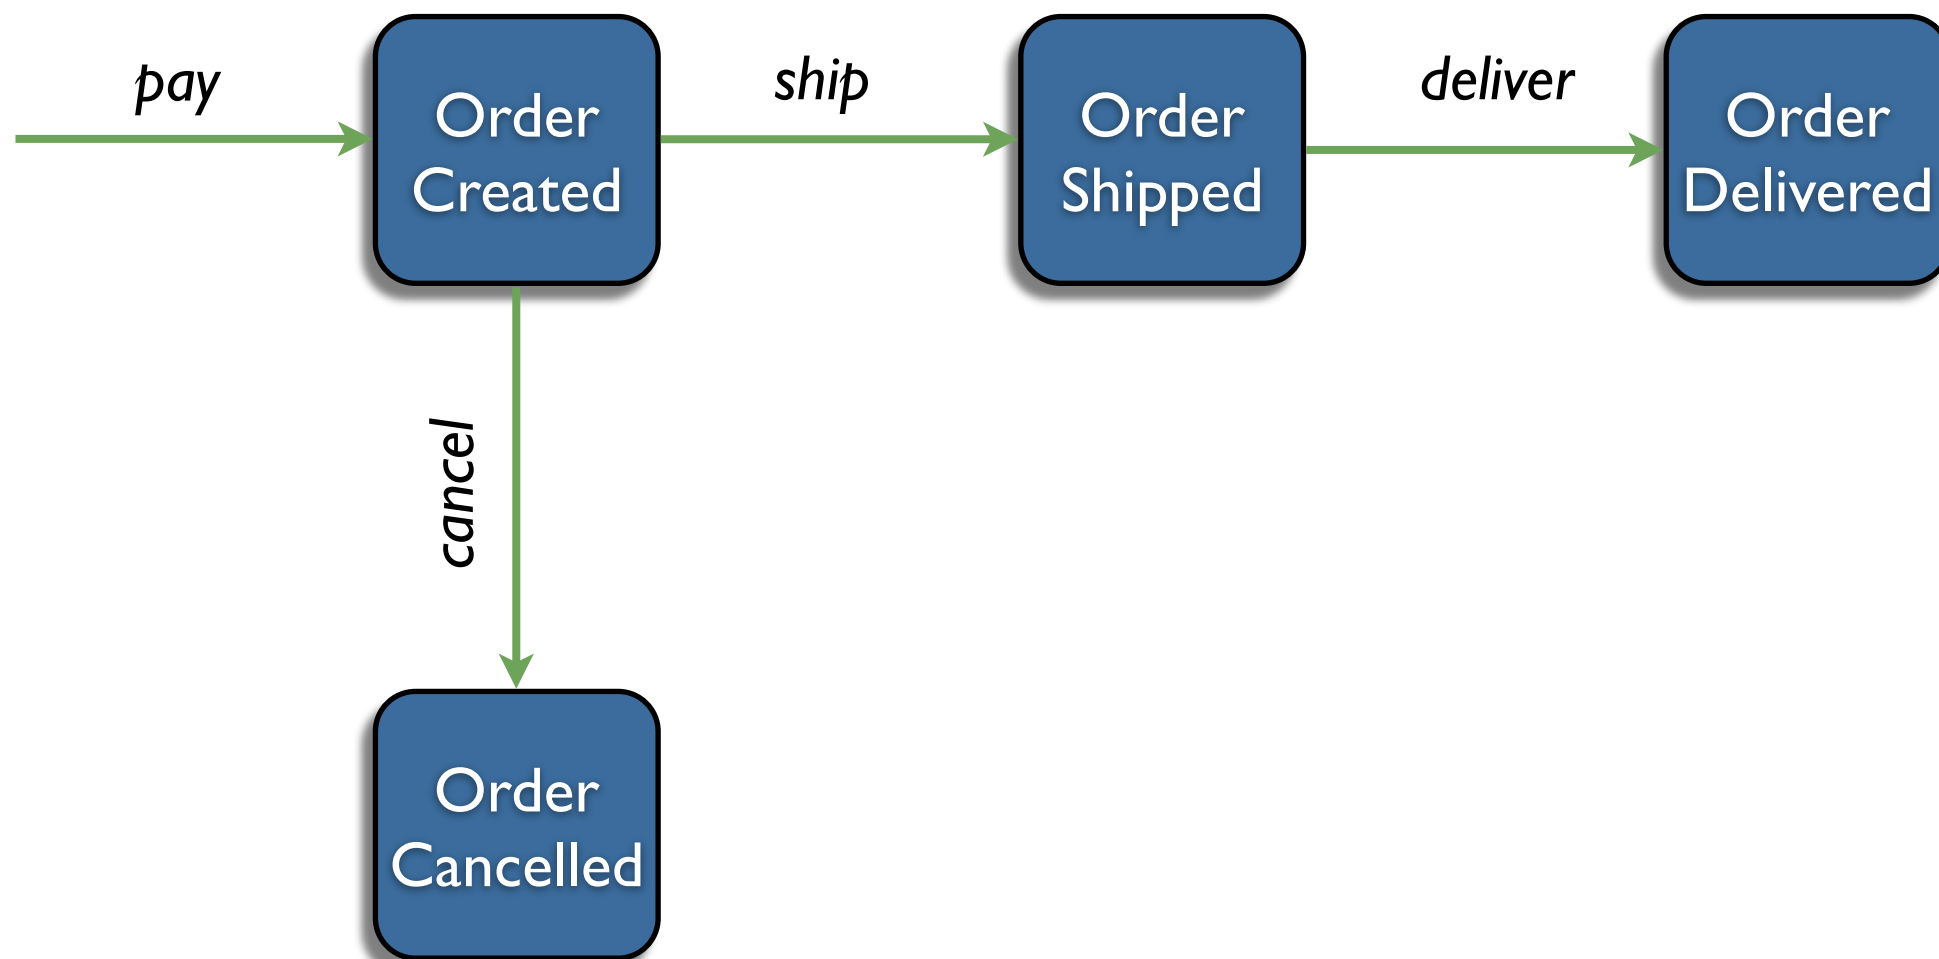 pay
Order
Created
ship
Order
Shipped
deliver
Order
Delivered
cancel
Order
Cancelled